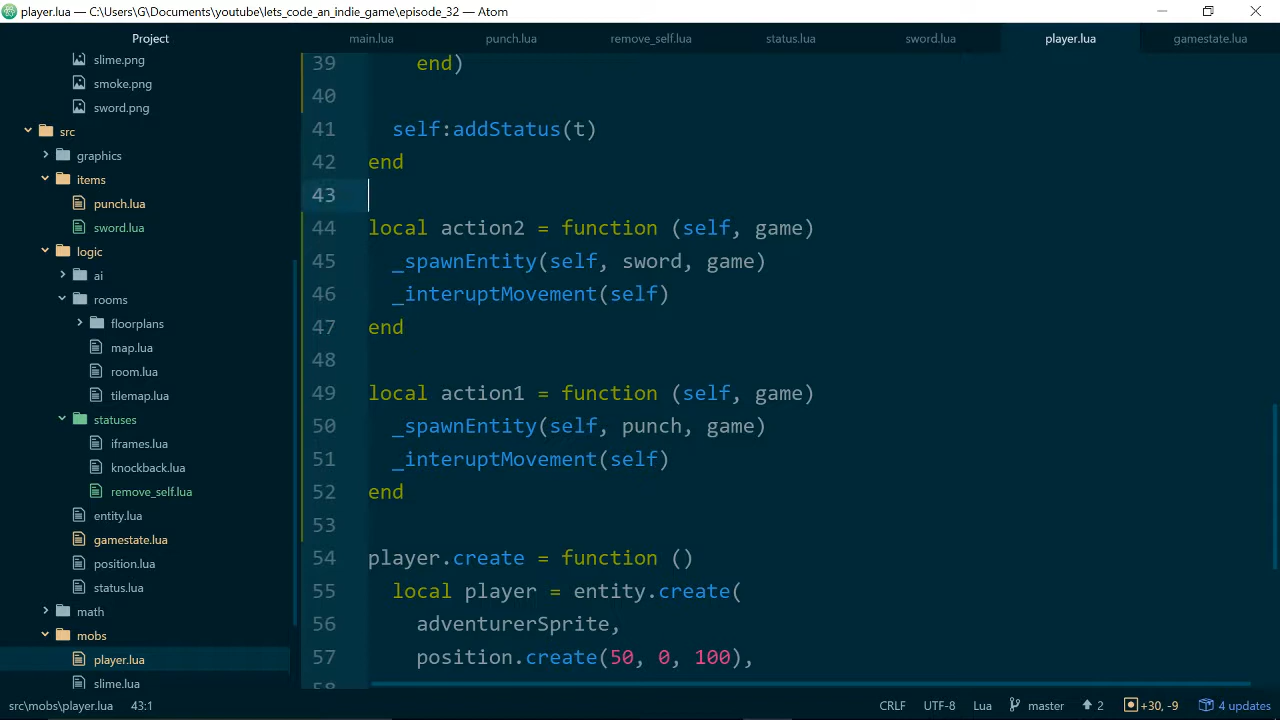 player.lua — C:\Users\G\Documents\youtube\lets_code_an_indie_game\episode_32 — Atom
Project
main.lua
punch.lua
remove_self.lua
status.lua
sword.lua
player.lua
gamestate.lua
slime.png
smoke.png
sword.png
src
graphics
items
punch.lua
sword.lua
logic
ai
rooms
floorplans
map.lua
room.lua
tilemap.lua
statuses
iframes.lua
knockback.lua
remove_self.lua
entity.lua
gamestate.lua
position.lua
status.lua
math
mobs
player.lua
slime.lua
39 end)
40
41 self:addStatus(t)
42 end
43
44 local action2 = function (self, game)
45 _spawnEntity(self, sword, game)
46 _interuptMovement(self)
47 end
48
49 local action1 = function (self, game)
50 _spawnEntity(self, punch, game)
51 _interuptMovement(self)
52 end
53
54 player.create = function ()
55 local player = entity.create(
56 adventurerSprite,
57 position.create(50, 0, 100),
58
src\mobs\player.lua 43:1
CRLF UTF-8 Lua master 2 +30, -9 4 updates